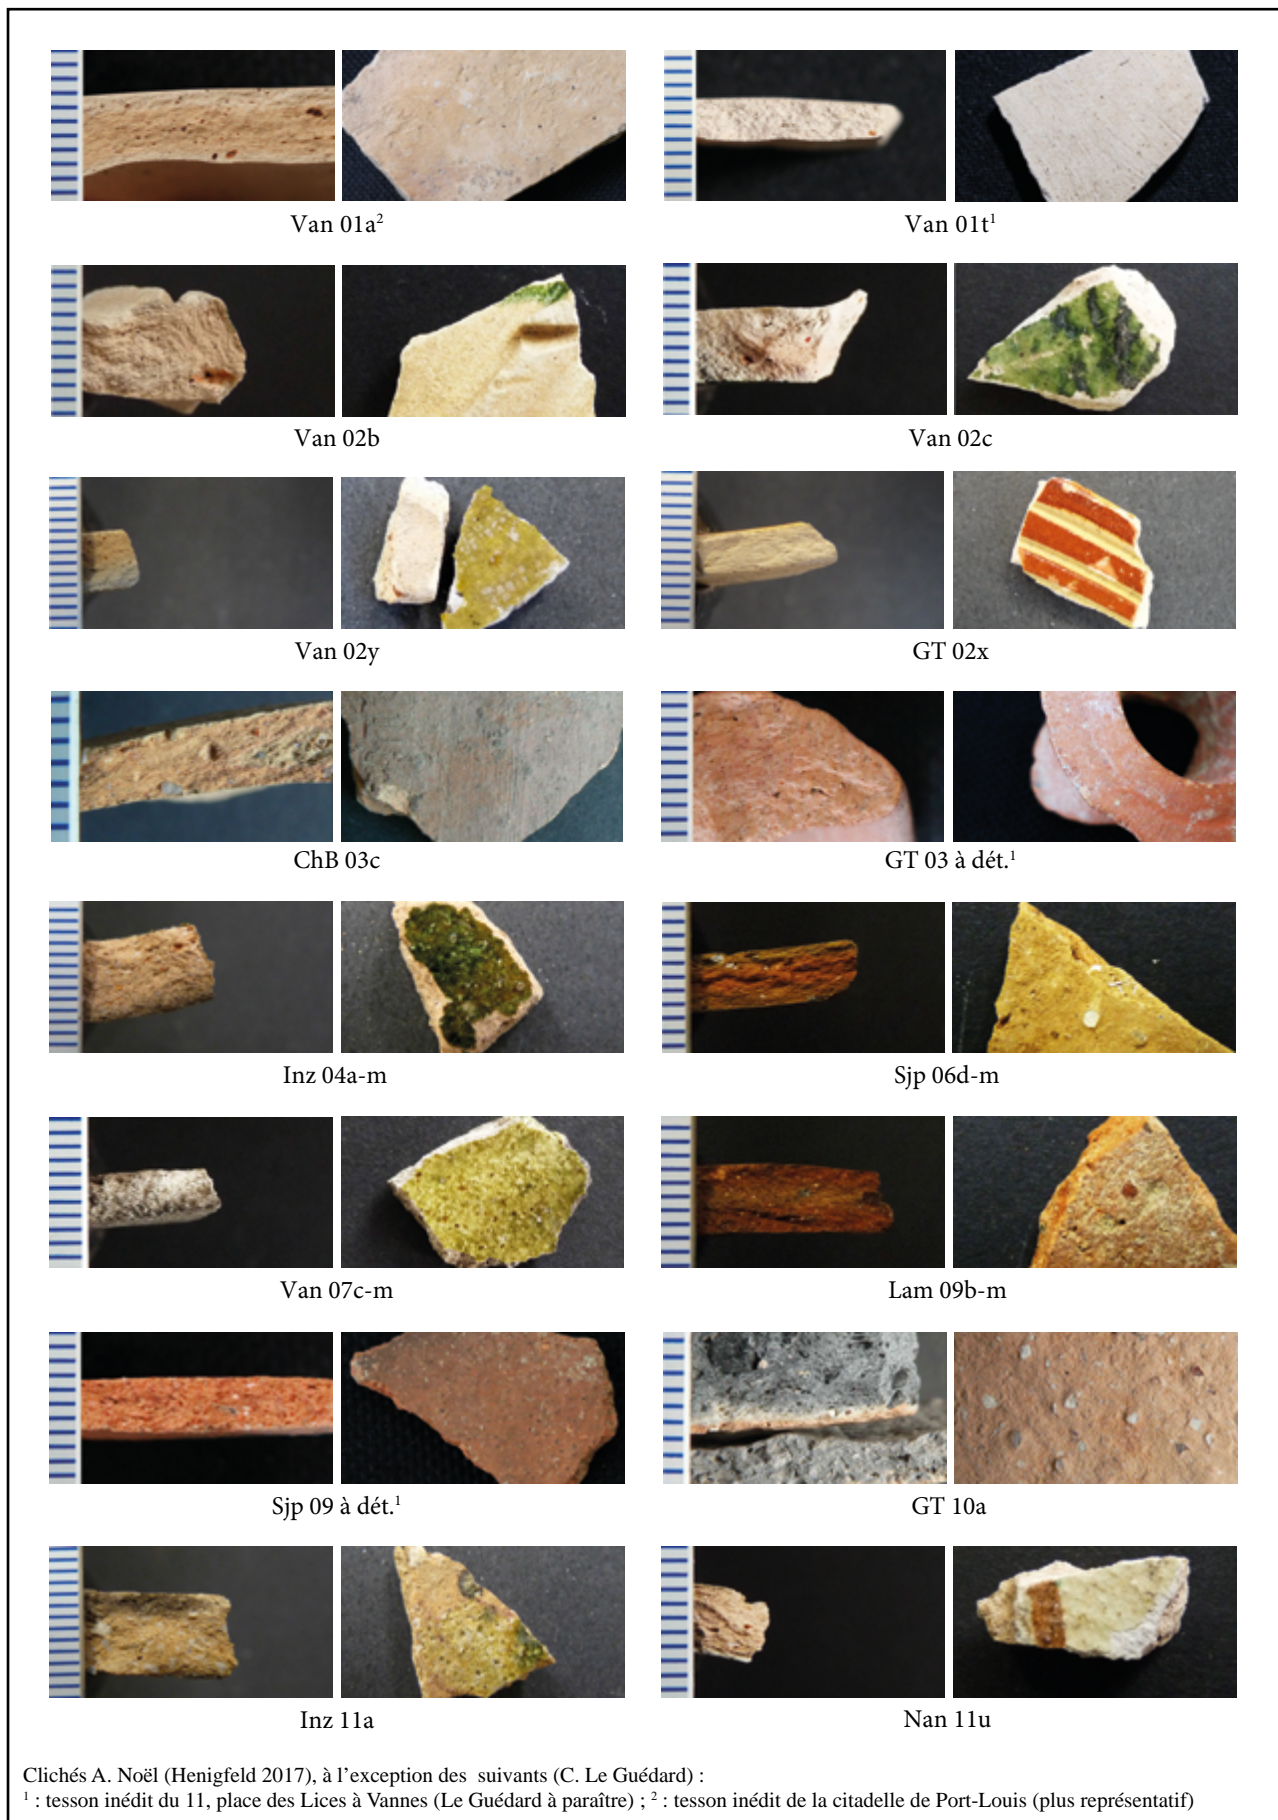 Van 01a²
Van 01t¹
Van 02b
Van 02c
Van 02y
GT 02x
ChB 03c
GT 03 à dét.¹
Inz 04a-m
Sjp 06d-m
Van 07c-m
Lam 09b-m
Sjp 09 à dét.¹
GT 10a
Inz 11a
Nan 11u
Clichés A. Noël (Henigfeld 2017), à l'exception des suivants (C. Le Guédard) :
¹ : tesson inédit du 11, place des Lices à Vannes (Le Guédard à paraître) ; ² : tesson inédit de la citadelle de Port-Louis (plus représentatif)